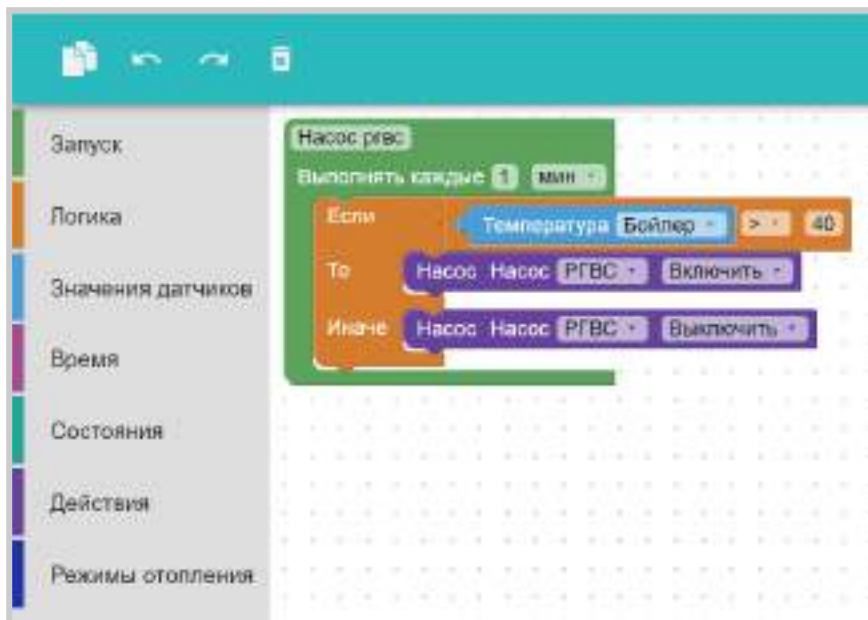 Запуск
Логика
Значения датчиков
Время
Состояния
Действия
Режимы отопления
Насос ргвс
Выполнять каждые 1 мин
Если Температура Бойлер > 40
То Насос Насос РГВС Включить
Иначе Насос Насос РГВС Выключить